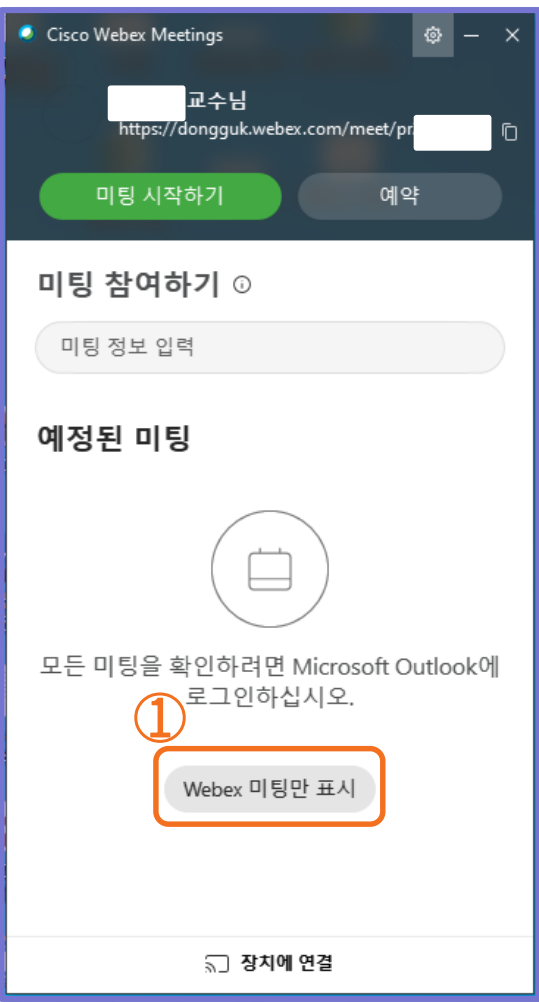 Cisco Webex Meetings
교수님
https://dongguk.webex.com/meet/pr
미팅 시작하기
예약
미팅 참여하기
미팅 정보 입력
예정된 미팅
모든 미팅을 확인하려면 Microsoft Outlook에
로그인하십시오.
①
Webex 미팅만 표시
장치에 연결